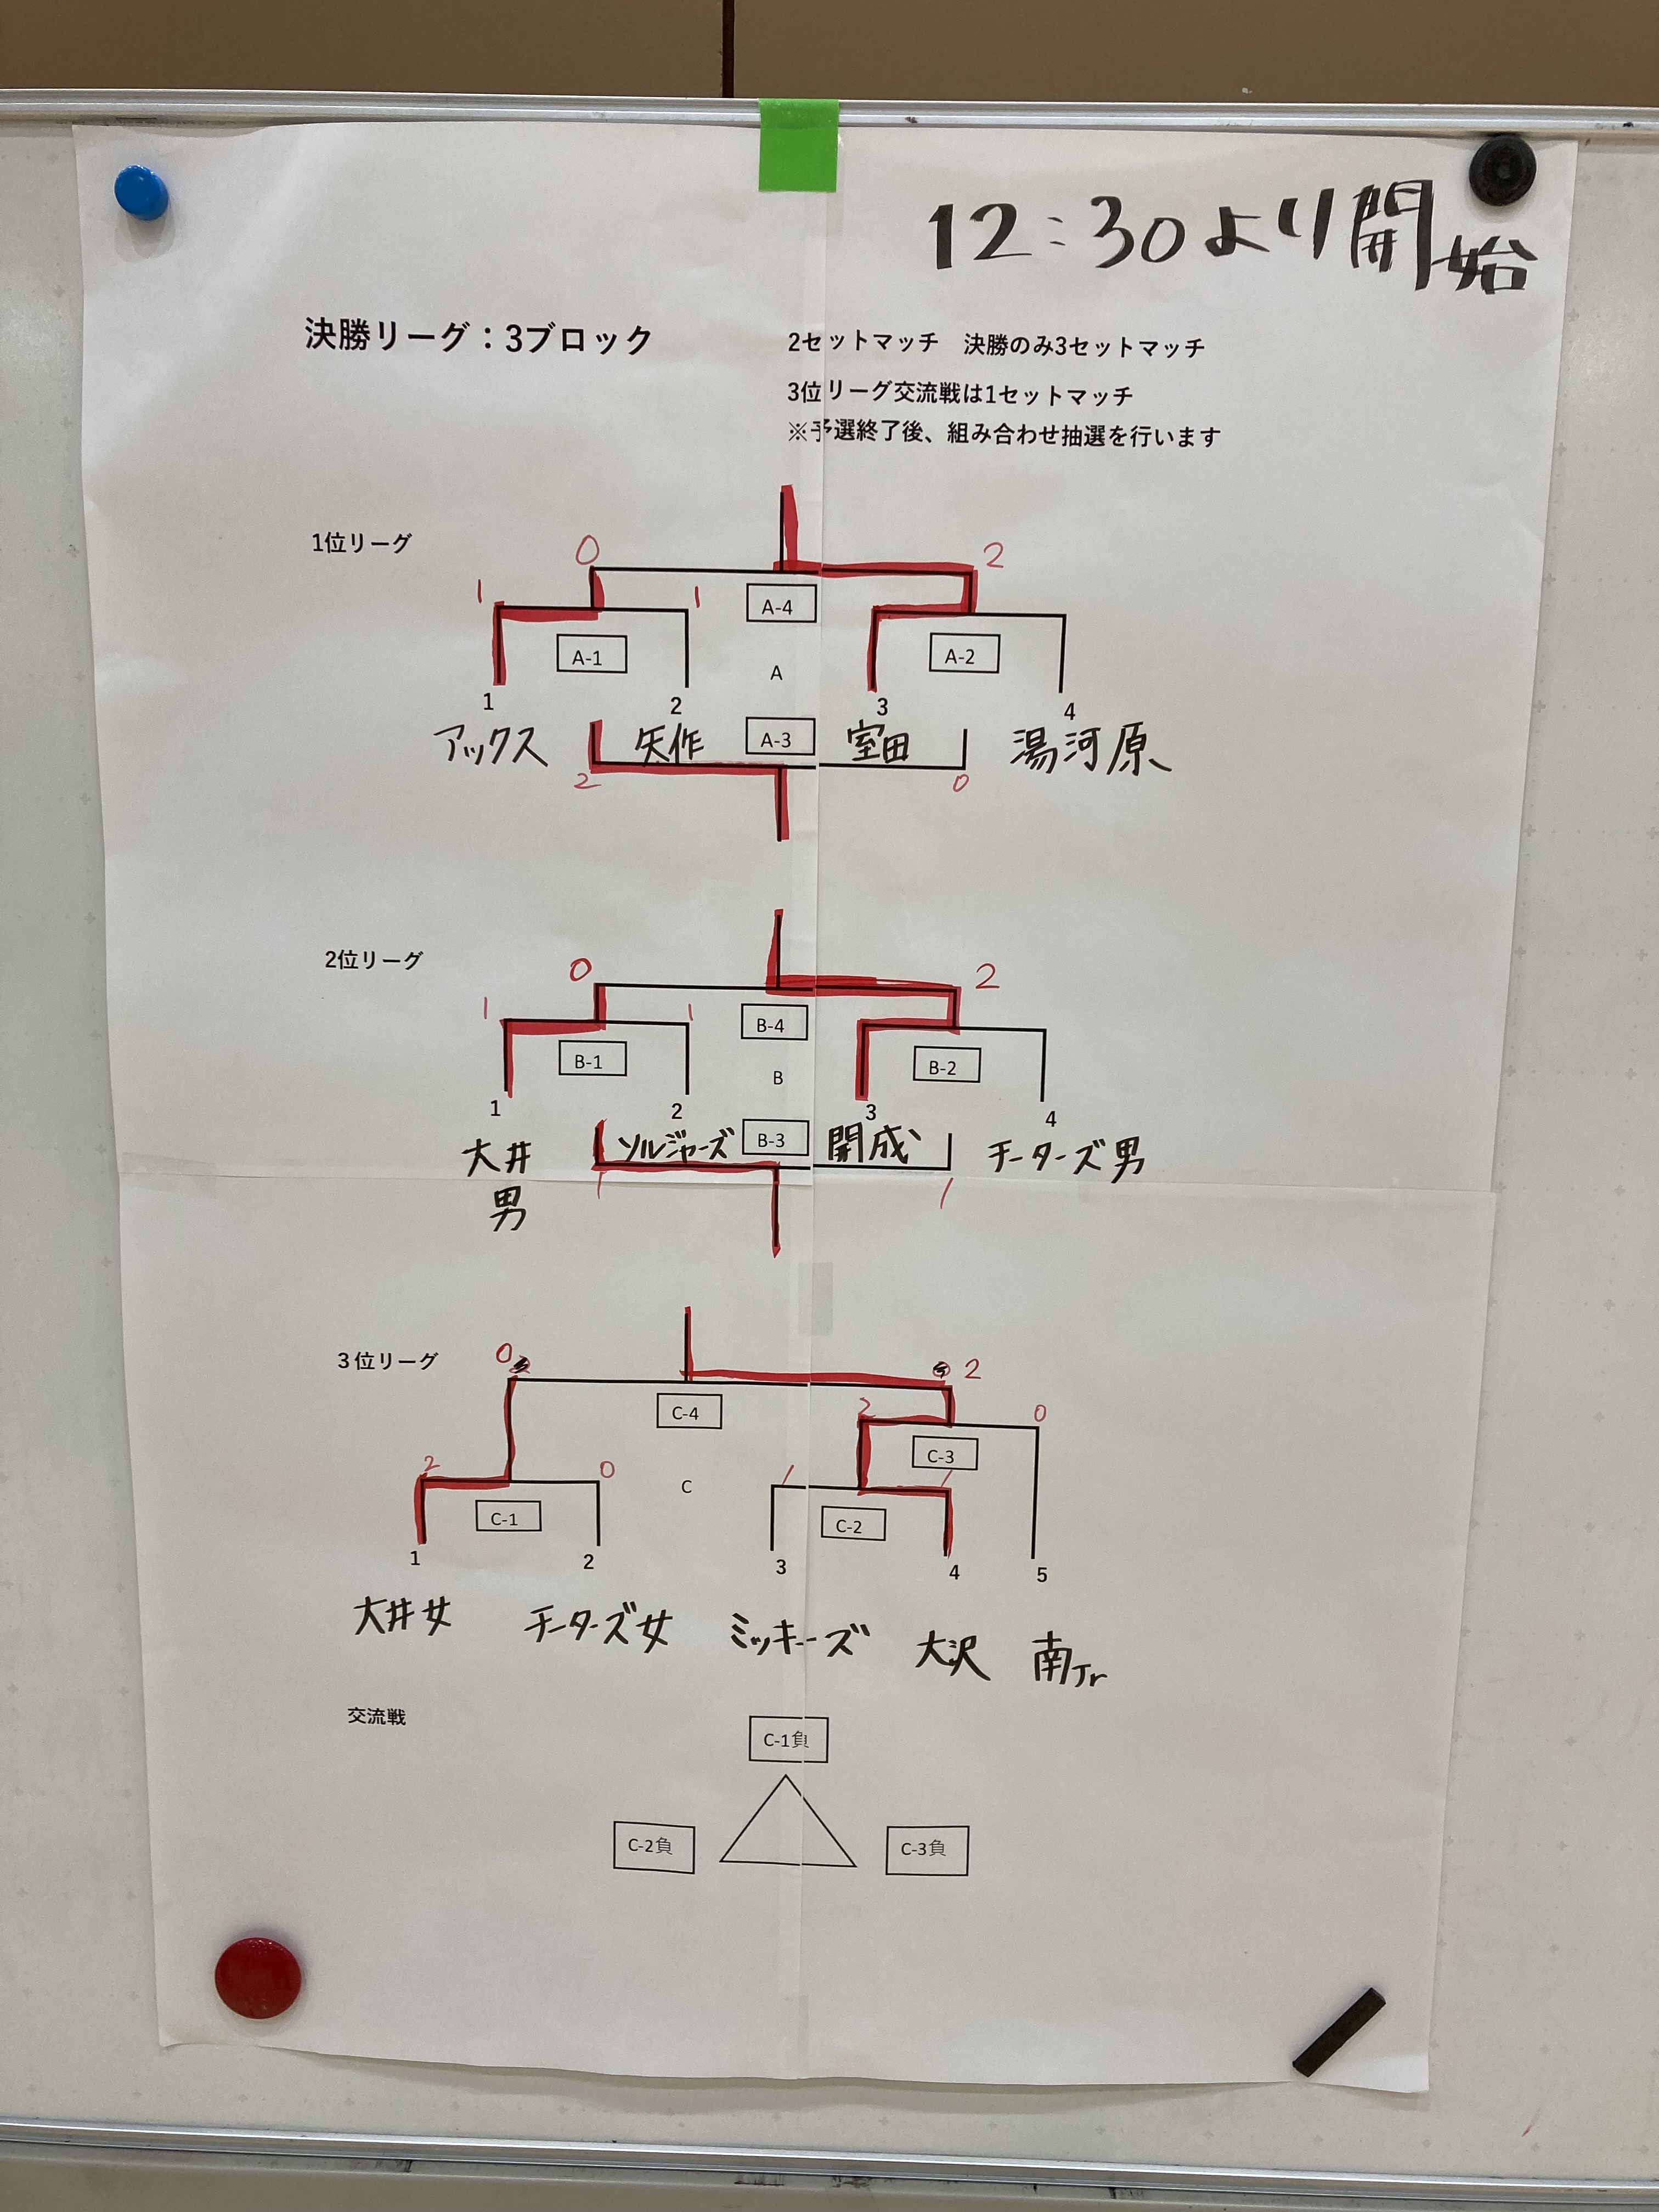 12:30より開始
決勝リーグ：3ブロック
2セットマッチ　決勝のみ3セットマッチ
3位リーグ交流戦は1セットマッチ
※予選終了後、組み合わせ抽選を行います
1位リーグ
0 2
1 1
A-4
A-1 A-2
A
1 2 3 4
アックス 矢作 A-3 室田 湯河原
2 0
2位リーグ
0 2
1 1
B-4
B-1 B-2
B
1 2 3 4
大井男 ソルジャーズ B-3 開成 チーターズ男
1 1
3位リーグ
0 2
C-4
2 0
C-3
2 0 1 1
C
C-1 C-2
1 2 3 4 5
大井女 チーターズ女 ミッキーズ 大沢 南Jr
交流戦
C-1負
C-2負 C-3負